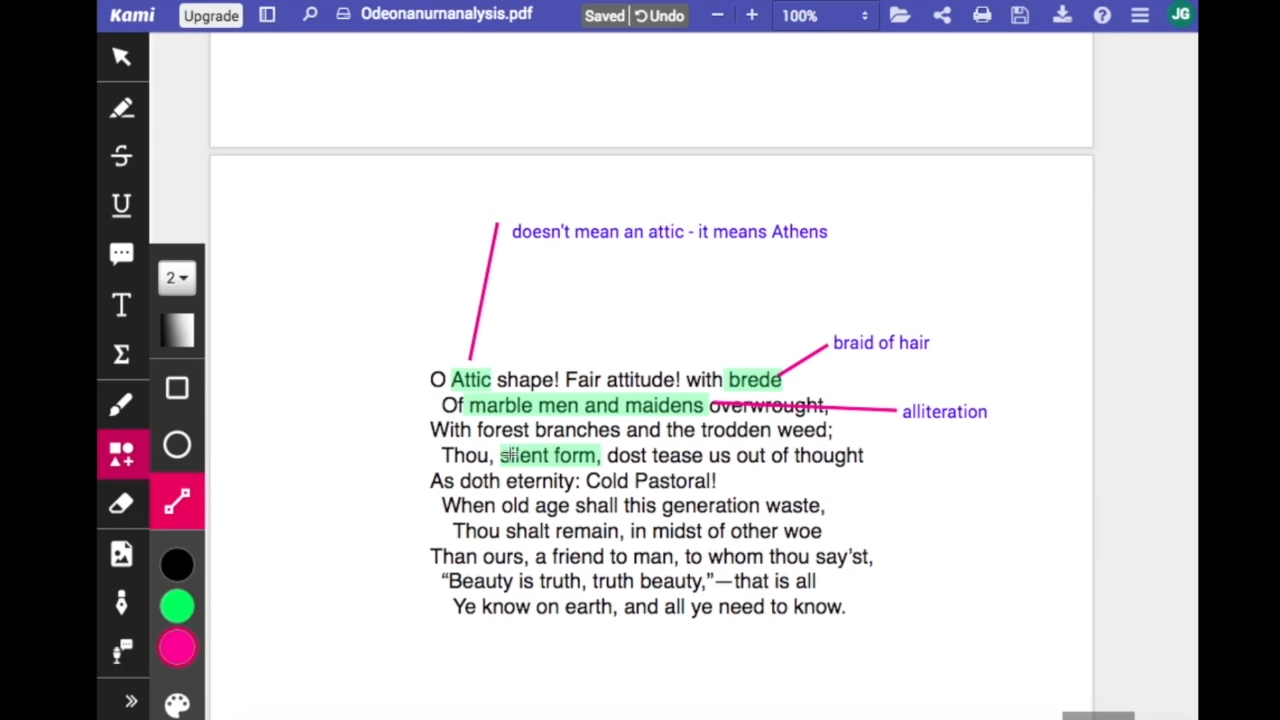 Kami Upgrade Odeonanurnanalysis.pdf Saved Undo 100% JG
2
doesn't mean an attic - it means Athens
braid of hair
O Attic shape! Fair attitude! with brede
Of marble men and maidens overwrought,
alliteration
With forest branches and the trodden weed;
Thou, silent form, dost tease us out of thought
As doth eternity: Cold Pastoral!
When old age shall this generation waste,
Thou shalt remain, in midst of other woe
Than ours, a friend to man, to whom thou say'st,
“Beauty is truth, truth beauty,”—that is all
Ye know on earth, and all ye need to know.